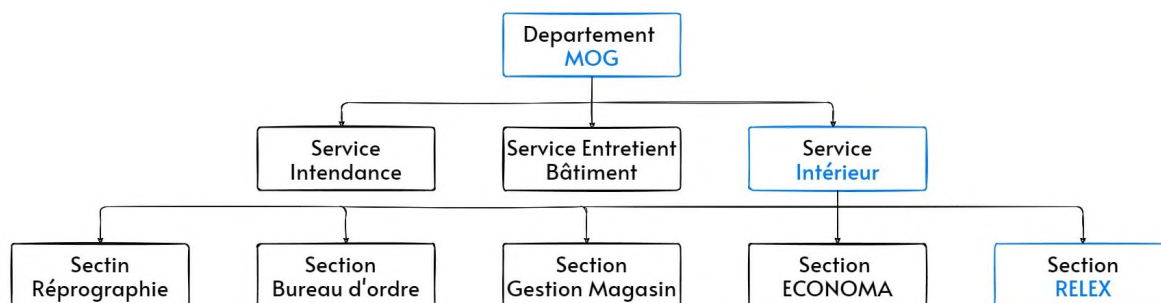 Departement
MOG
Service
Intendance
Service Entretient
Bâtiment
Service
Intérieur
Sectin
Réprographie
Section
Bureau d'ordre
Section
Gestion Magasin
Section
ECONOMA
Section
RELEX